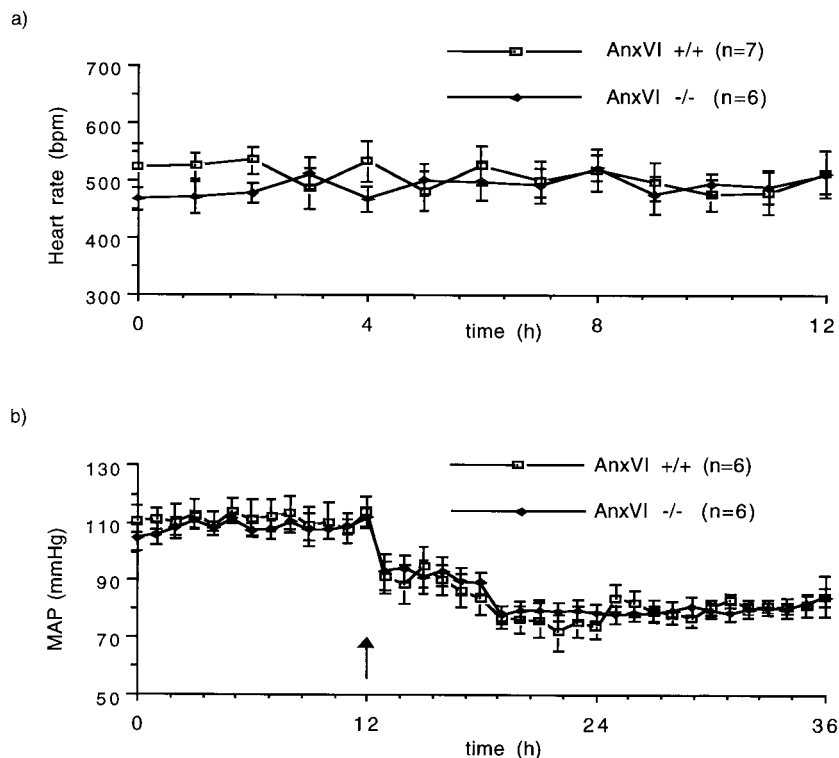 a)
AnxVI +/+ (n=7)
AnxVI -/- (n=6)
Heart rate (bpm)
700
600
500
400
300
0
4
8
12
time (h)
b)
AnxVI +/+ (n=6)
AnxVI -/- (n=6)
MAP (mmHg)
130
110
90
70
50
0
12
24
36
time (h)